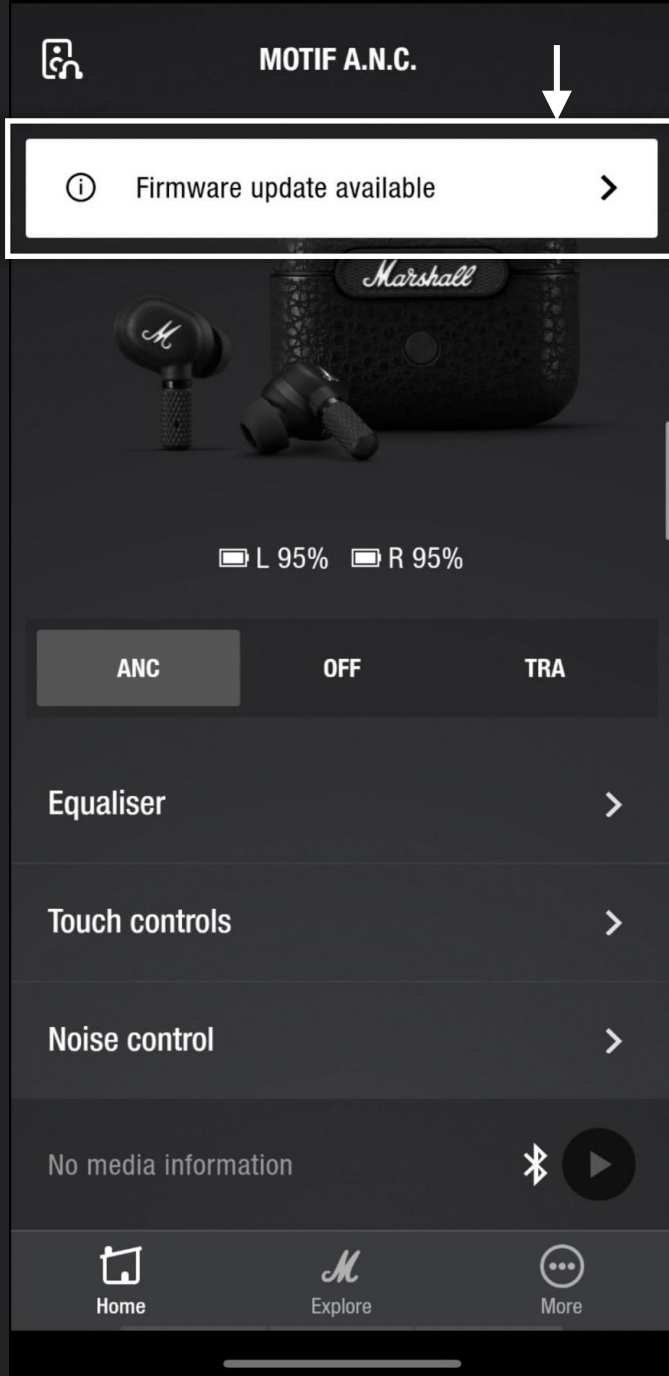 MOTIF A.N.C.
Firmware update available
Marshall
M
L 95% R 95%
ANC OFF TRA
Equaliser
Touch controls
Noise control
No media information
M
Home Explore More